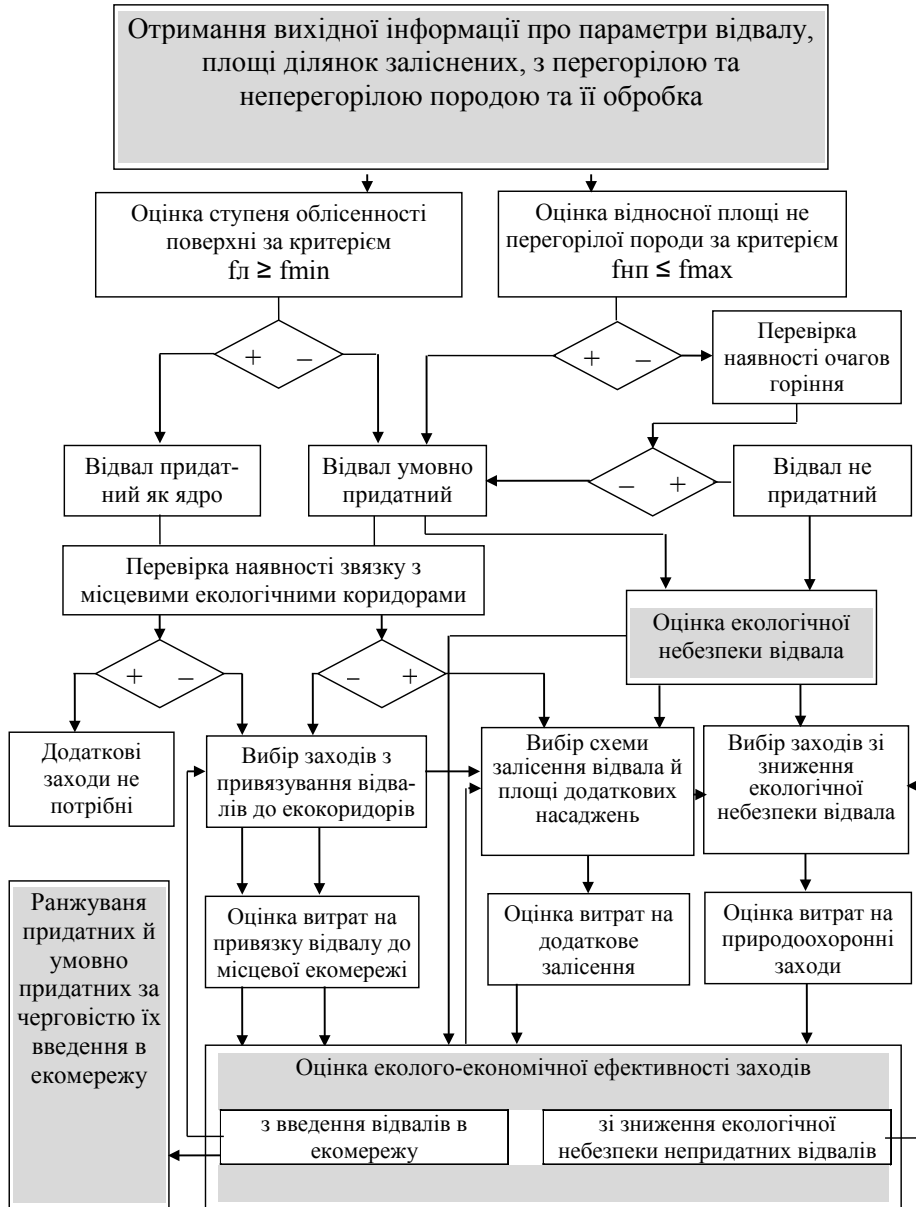 Отримання вихідної інформації про параметри відвалу,
площі ділянок заліснених, з перегорілою та
неперегорілою породою та її обробка
Оцінка ступеня облісенності
поверхні за критерієм
fл ≥ fmin
Оцінка відносної площі не
перегорілої породи за критерієм
fнп ≤ fmax
+ −
+ −
Перевірка
наявності очагов
горіння
Відвал придат-
ний як ядро
Відвал умовно
придатний
− +
Відвал не
придатний
Перевірка наявності звязку з
місцевими екологічними коридорами
Оцінка екологічної
небезпеки відвала
+ −
− +
Додаткові
заходи не
потрібні
Вибір заходів з
привязування відва-
лів до екокоридорів
Вибір схеми
залісення відвала й
площі додаткових
насаджень
Вибір заходів зі
зниження
екологічної
небезпеки відвала
Ранжуваня
придатних й
умовно
придатних за
черговістю їх
введення в
екомережу
Оцінка витрат на
привязку відвалу до
місцевої екомережі
Оцінка витрат на
додаткове
залісення
Оцінка витрат на
природоохоронні
заходи
Оцінка еколого-економічної ефективності заходів
з введення відвалів в
екомережу
зі зниження екологічної
небезпеки непридатних відвалів